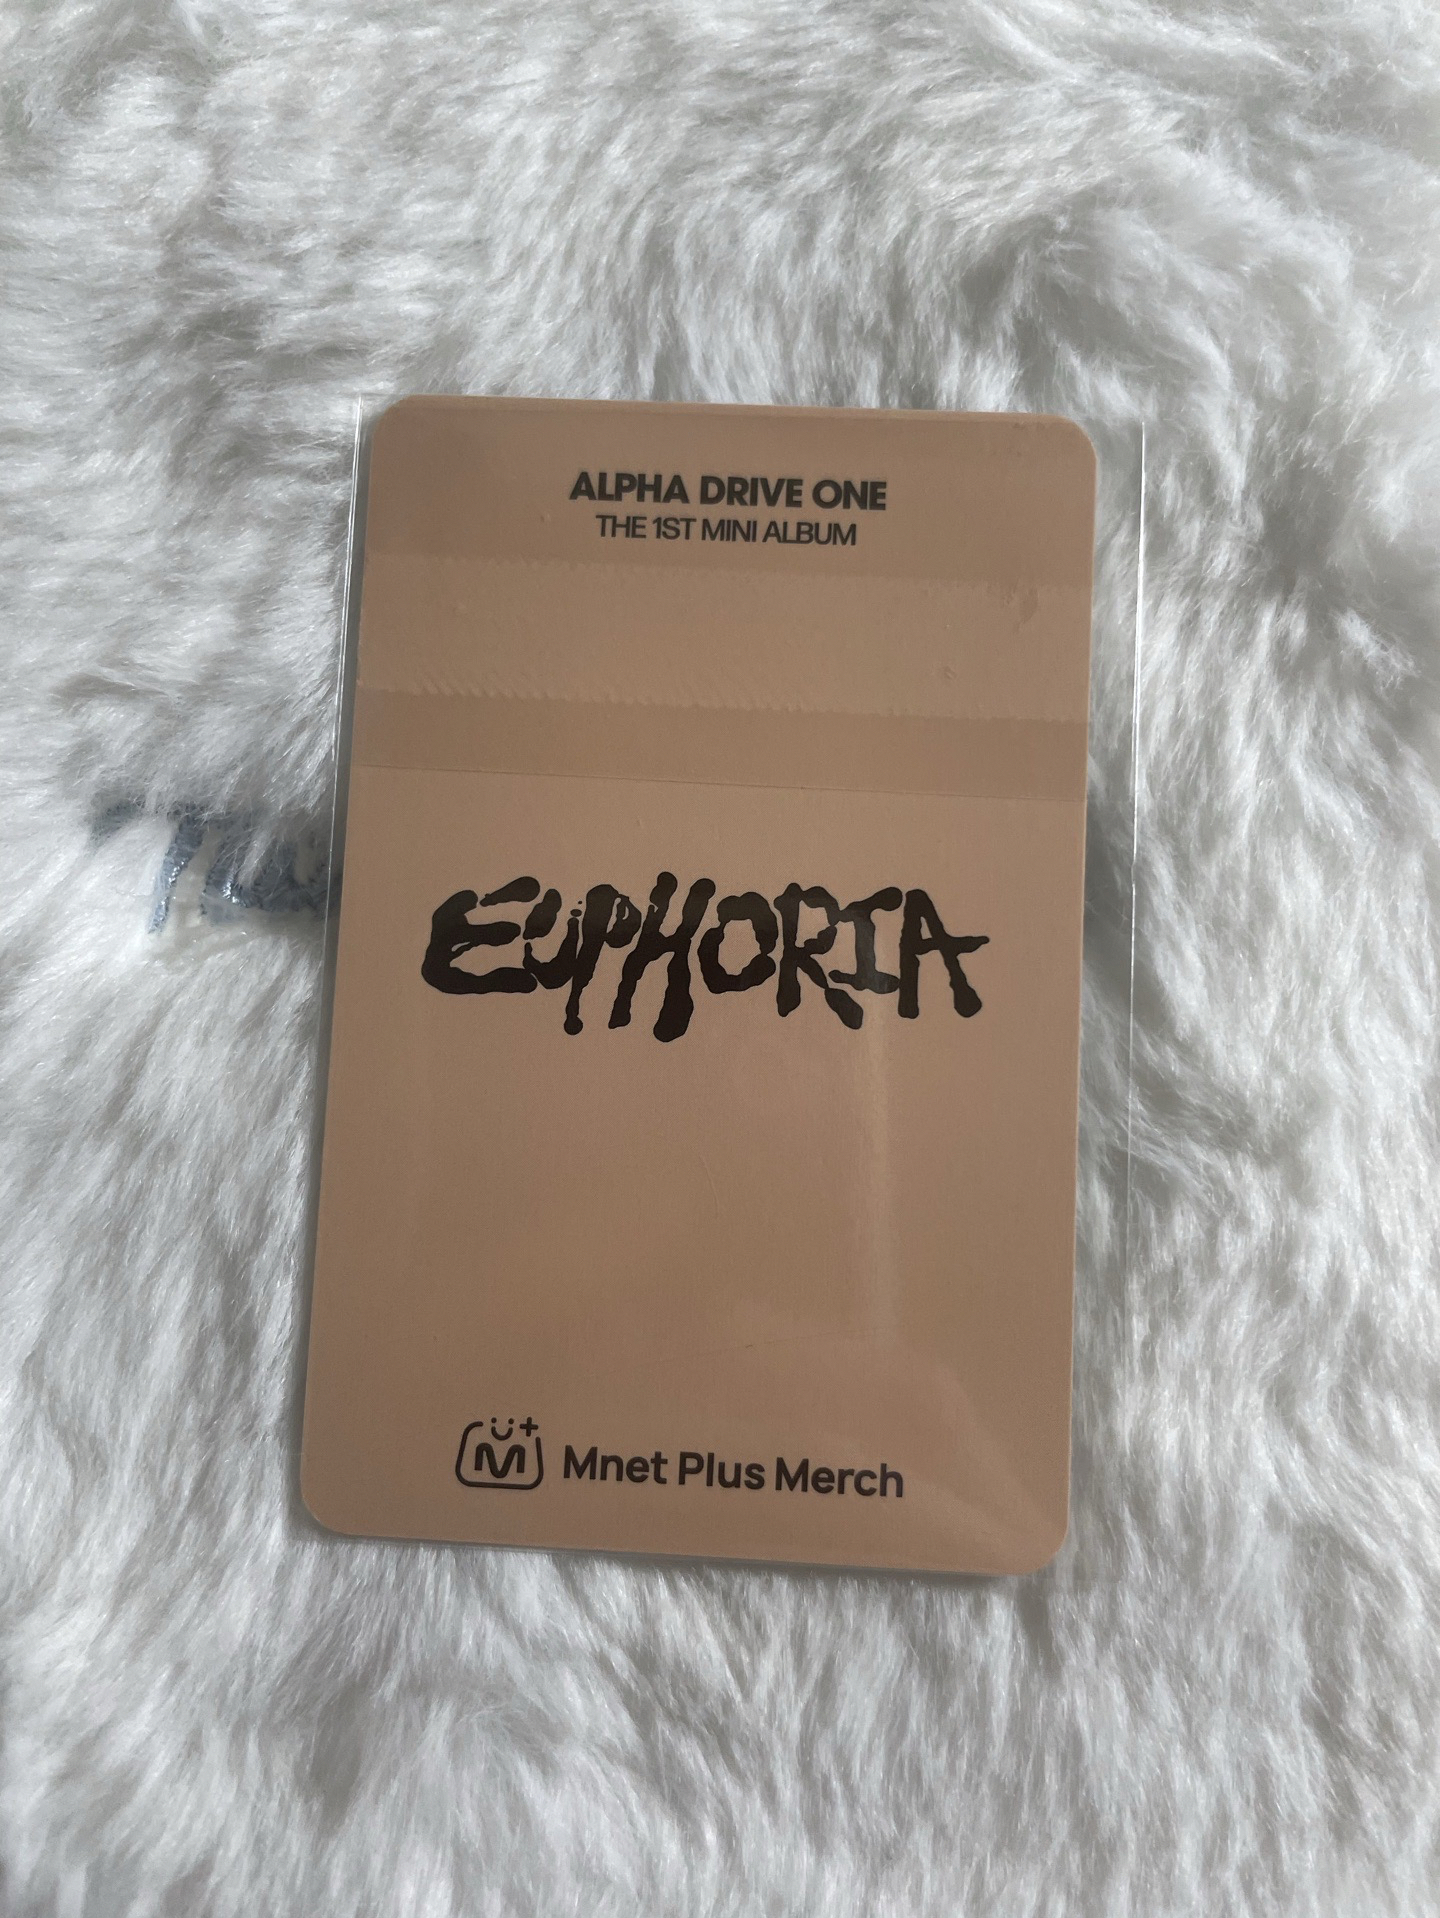 ALPHA DRIVE ONE
THE 1ST MINI ALBUM
EUPHORIA
Mnet Plus Merch